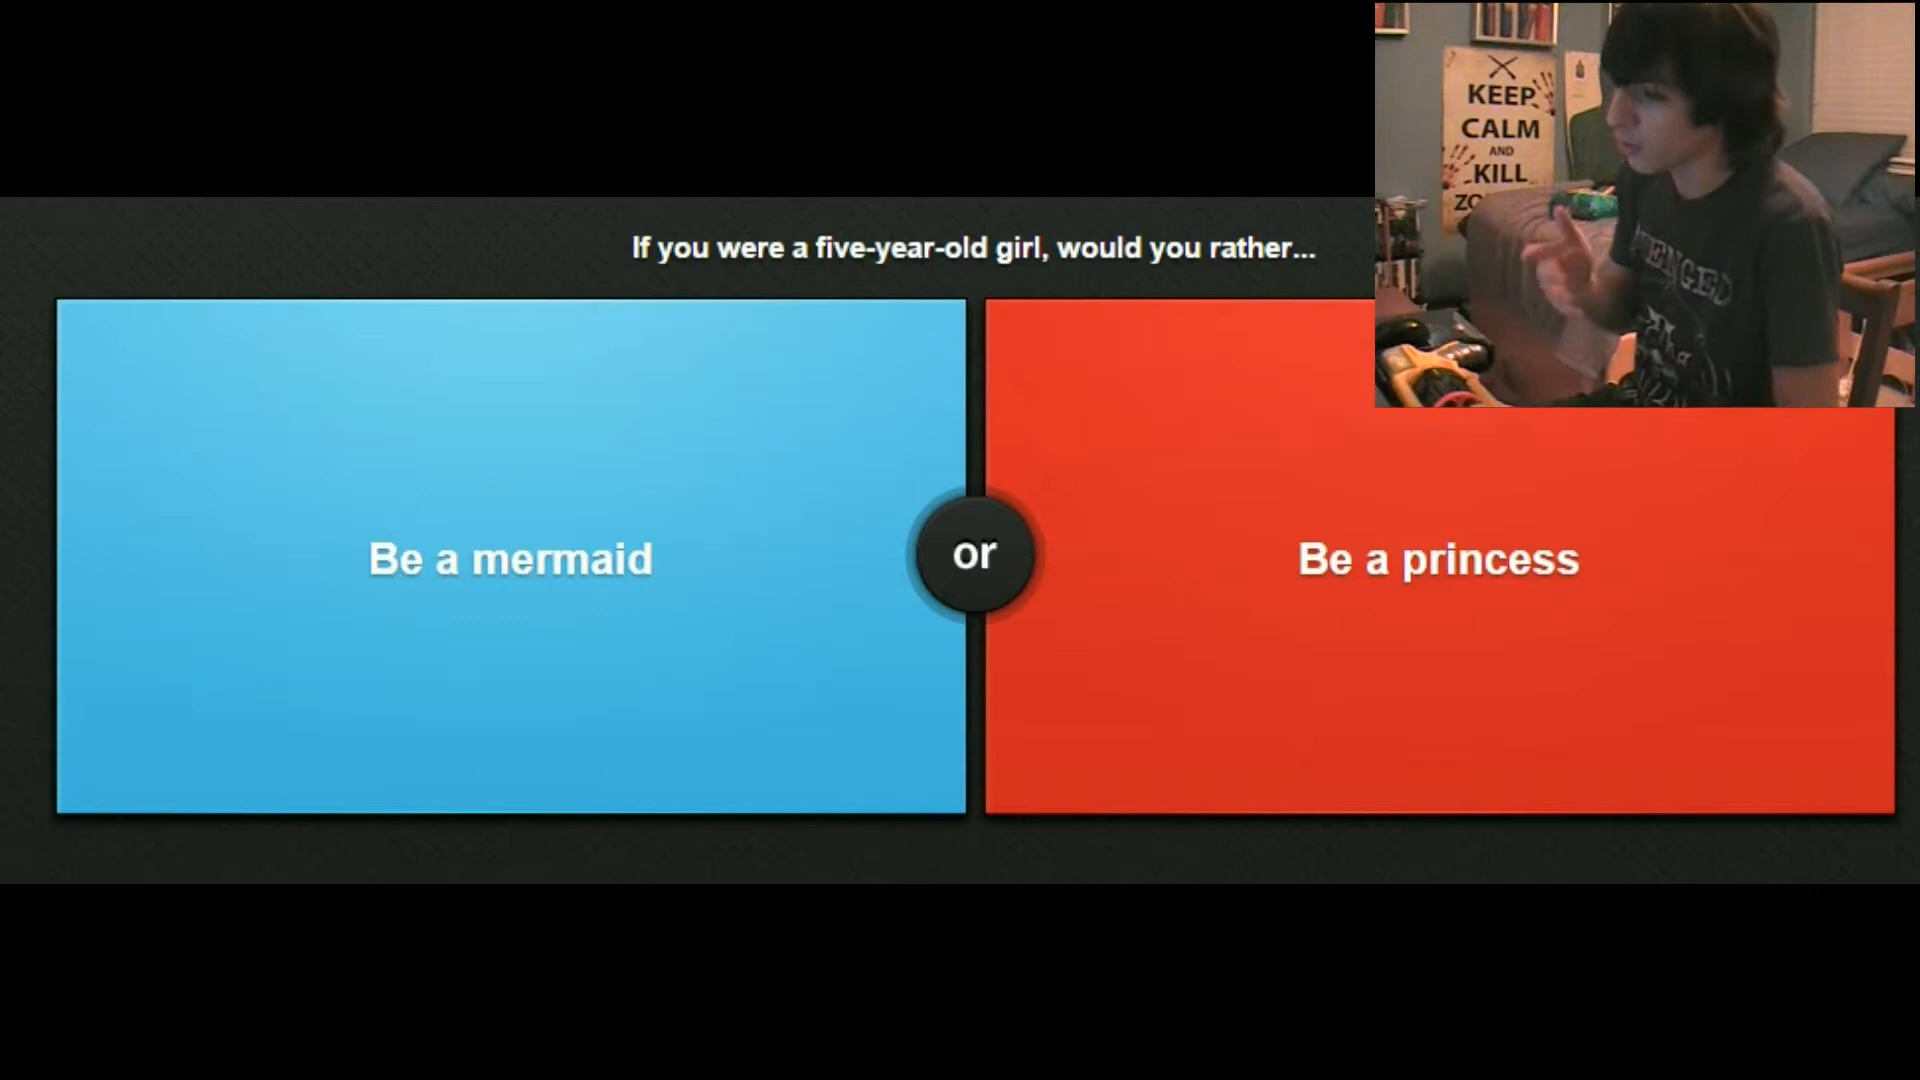 If you were a five-year-old girl, would you rather...
Be a mermaid
or
Be a princess
KEEP
CALM
AND
KILL